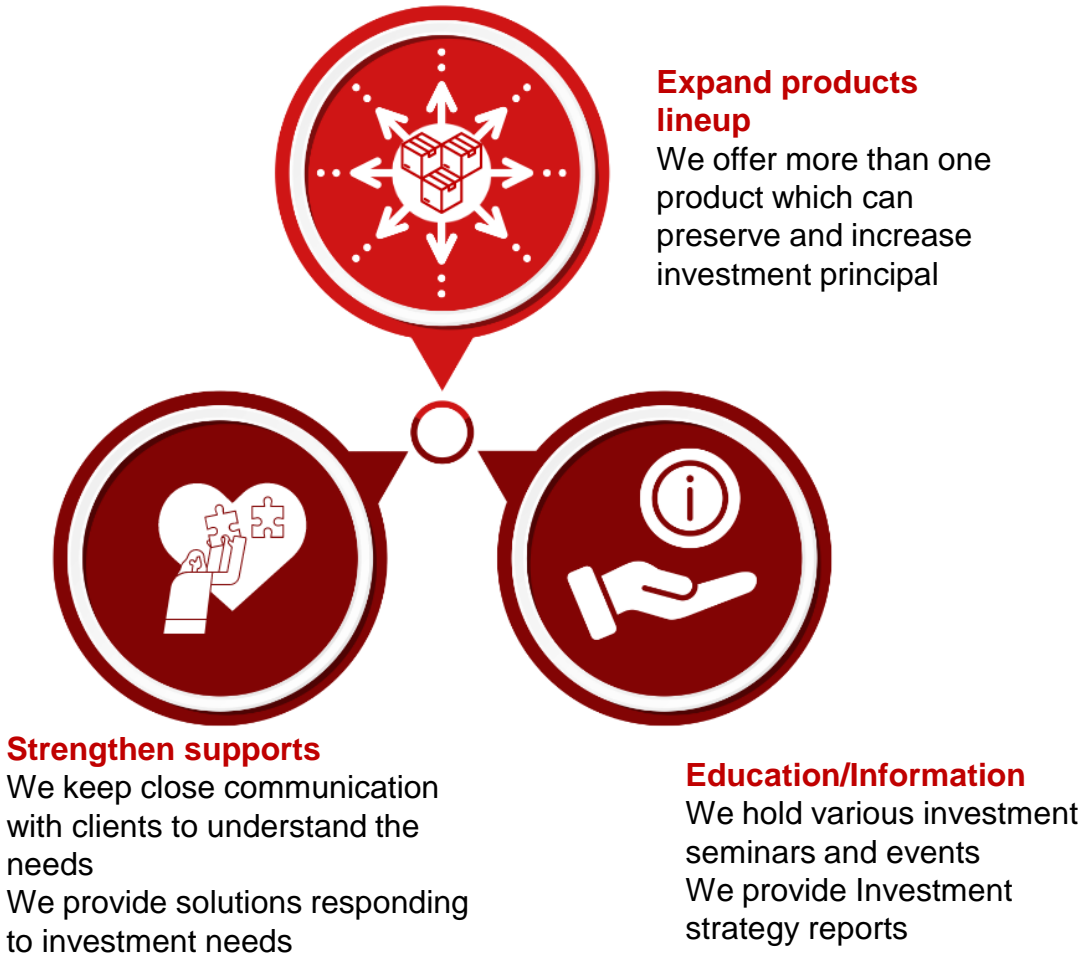 Expand products
lineup
We offer more than one
product which can
preserve and increase
investment principal
Strengthen supports
We keep close communication
with clients to understand the
needs
We provide solutions responding
to investment needs
Education/Information
We hold various investment
seminars and events
We provide Investment
strategy reports